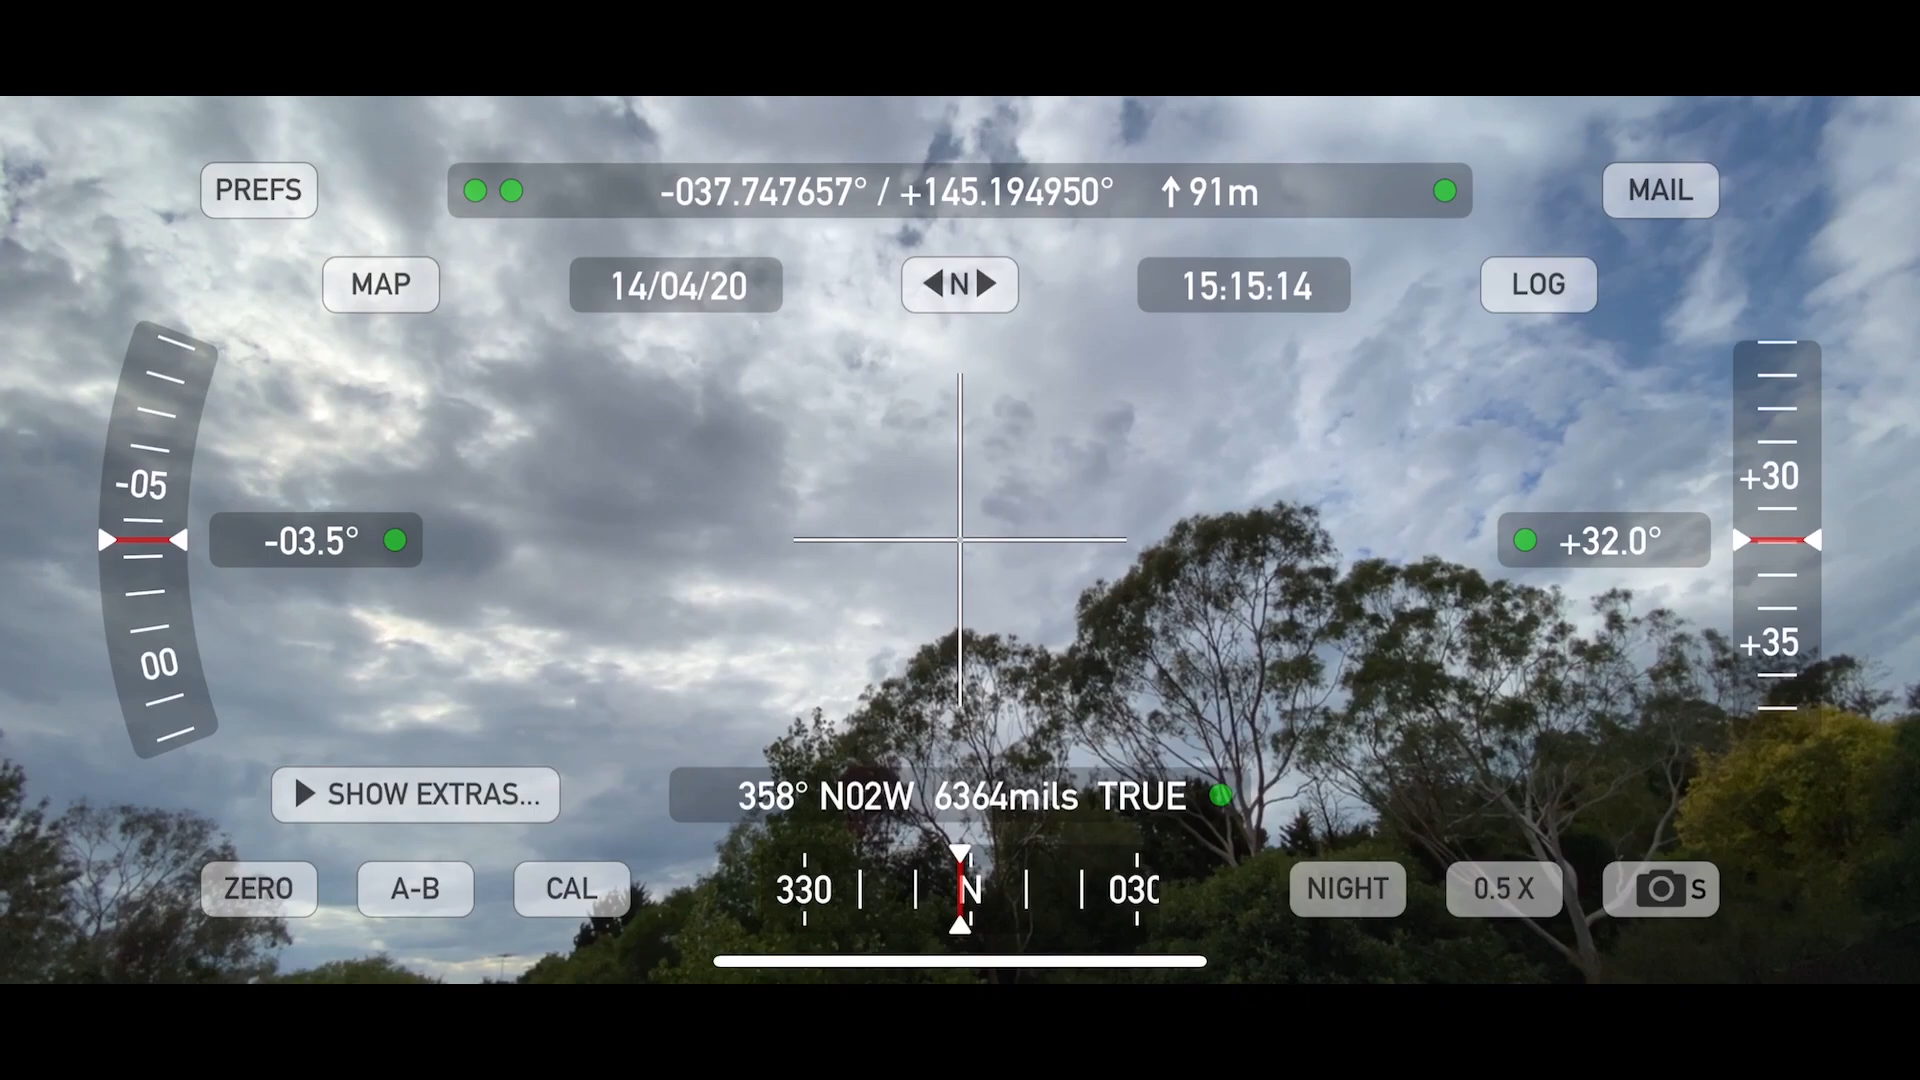 PREFS -037.747657° / +145.194950° ↑ 91m MAIL
MAP 14/04/20 ◀N▶ 15:15:14 LOG
-05 +30
-03.5° +32.0°
00 +35
▶ SHOW EXTRAS... 358° N02W 6364mils TRUE
ZERO A-B CAL 330 N 030 NIGHT 0.5 X S